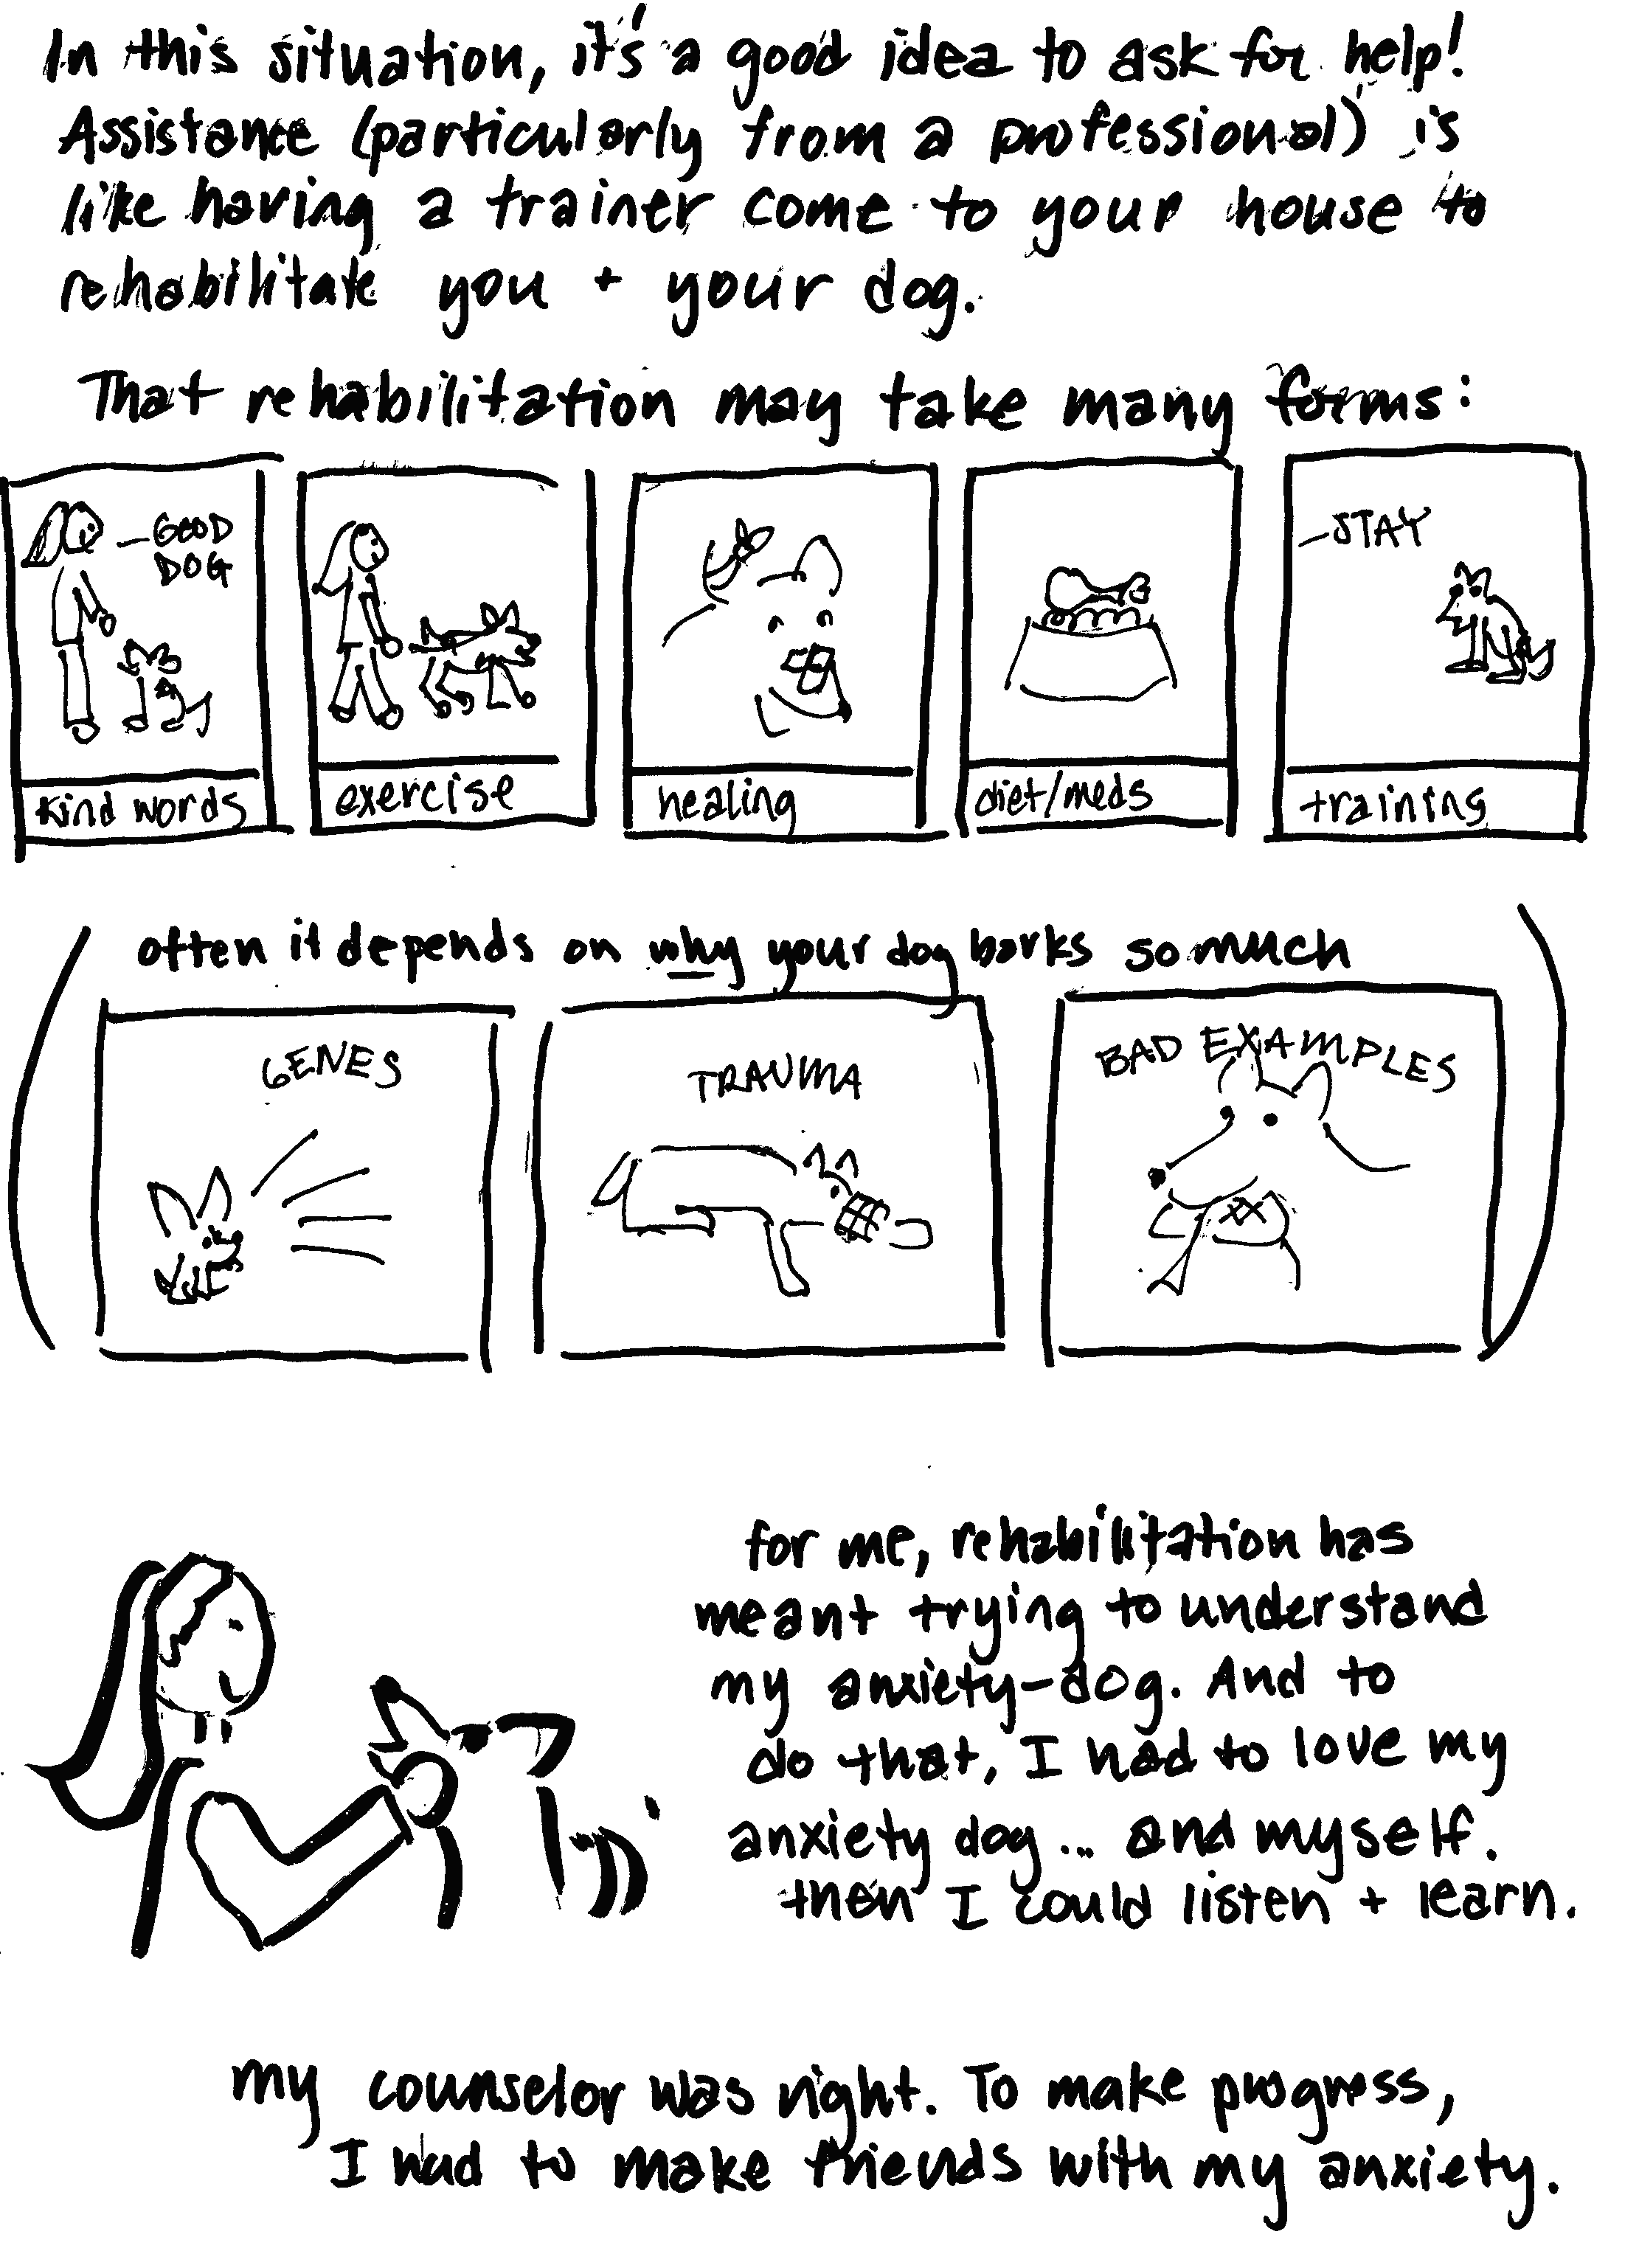 In this situation, it's a good idea to ask for help!
Assistance (particularly from a professional) is
like having a trainer come to your house to
rehabilitate you + your dog.
That rehabilitation may take many forms:
GOOD
DOG
kind words
exercise
healing
diet/meds
STAY
training
often it depends on why your dog barks so much
GENES
TRAUMA
BAD EXAMPLES
for me, rehabilitation has
meant trying to understand
my anxiety-dog. And to
do that, I had to love my
anxiety dog... and myself.
then I could listen + learn.
my counselor was right. To make progress,
I had to make friends with my anxiety.